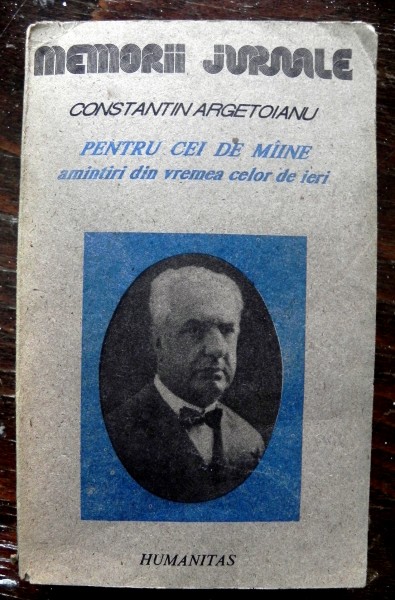 MEMORII JURNALE
CONSTANTIN ARGETOIANU
PENTRU CEI DE MÎINE
amintiri din vremea celor de ieri
HUMANITAS